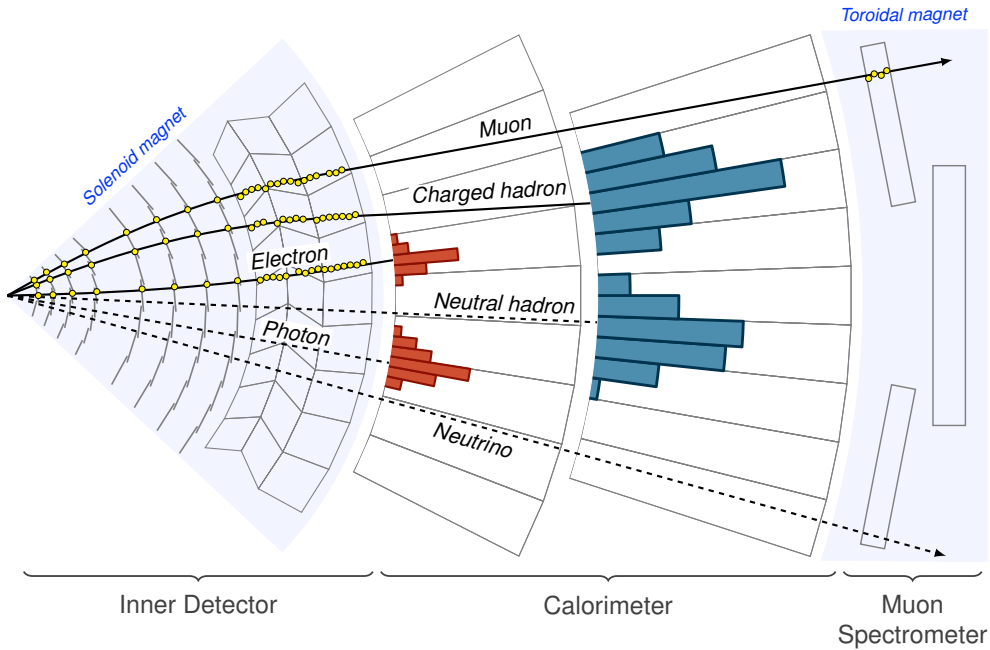 Toroidal magnet
Solenoid magnet
Muon
Charged hadron
Electron
Neutral hadron
Photon
Neutrino
Inner Detector
Calorimeter
Muon
Spectrometer